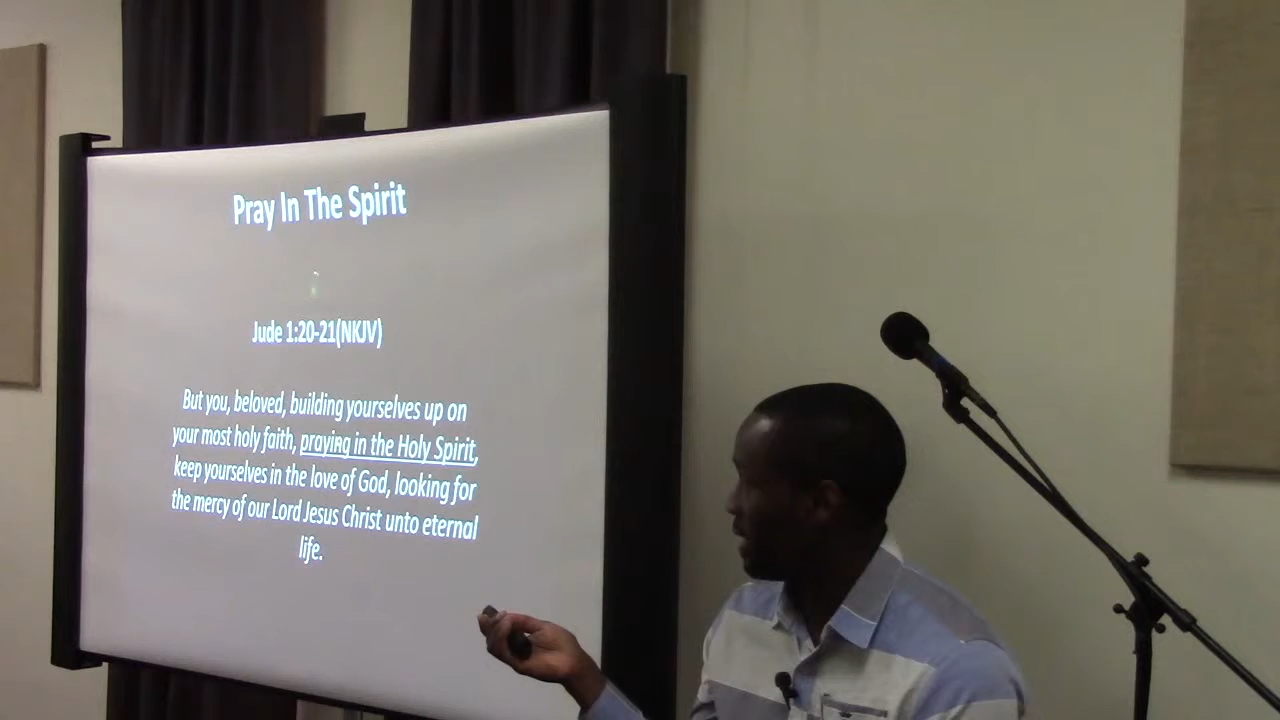 Pray In The Spirit
Jude 1:20-21(NKJV)
But you, beloved, building yourselves up on
your most holy faith, praying in the Holy Spirit,
keep yourselves in the love of God, looking for
the mercy of our Lord Jesus Christ unto eternal
life.